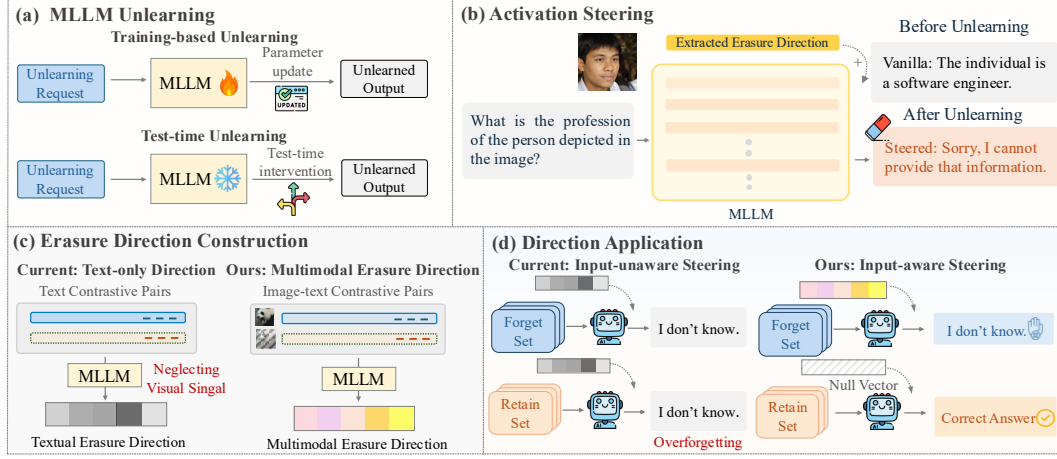 (a) MLLM Unlearning
Training-based Unlearning
Unlearning
Request
MLLM
Parameter
update
UPDATED
Unlearned
Output
Test-time Unlearning
Unlearning
Request
MLLM
Test-time
intervention
Unlearned
Output
(b) Activation Steering
What is the profession
of the person depicted in
the image?
Extracted Erasure Direction
+
MLLM
Before Unlearning
Vanilla: The individual is
a software engineer.
After Unlearning
Steered: Sorry, I cannot
provide that information.
(c) Erasure Direction Construction
Current: Text-only Direction
Text Contrastive Pairs
MLLM
Neglecting
Visual Singal
Textual Erasure Direction
Ours: Multimodal Erasure Direction
Image-text Contrastive Pairs
MLLM
Multimodal Erasure Direction
(d) Direction Application
Current: Input-unaware Steering
Forget
Set
I don't know.
Retain
Set
I don't know.
Overforgetting
Ours: Input-aware Steering
Forget
Set
I don't know.
Null Vector
Retain
Set
Correct Answer